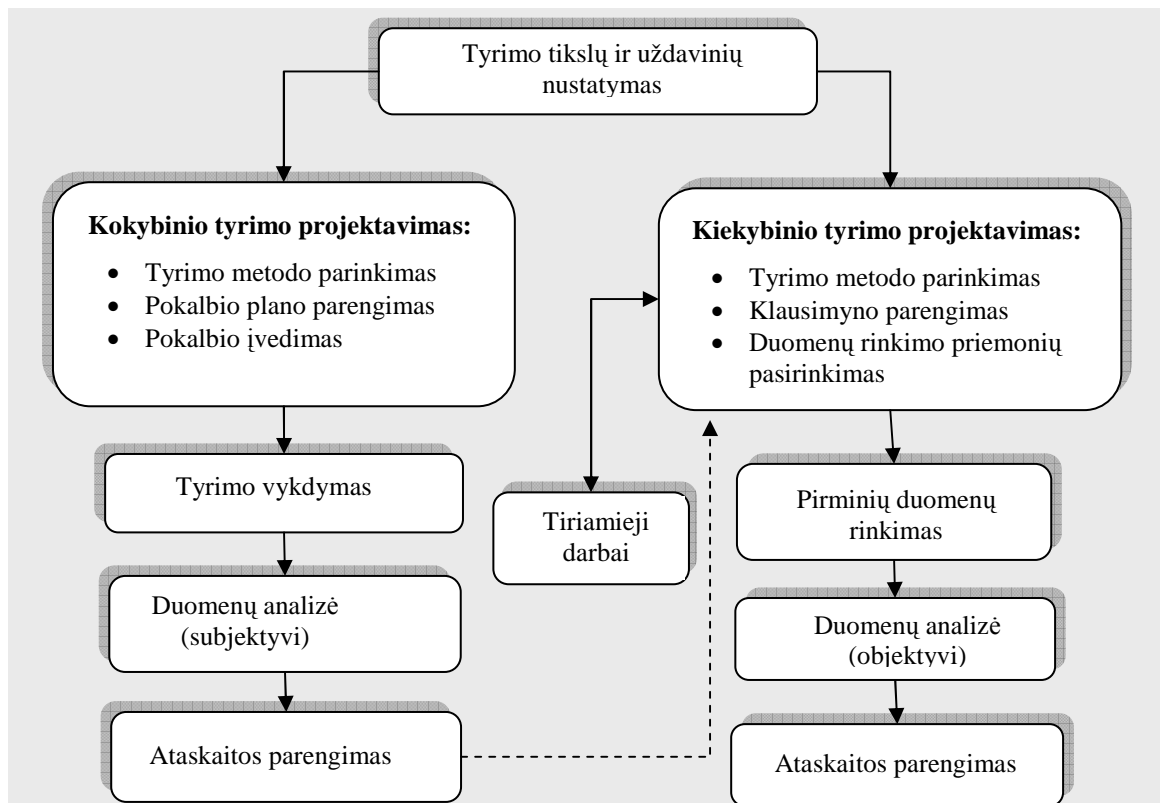 Tyrimo tikslų ir uždavinių
nustatymas
Kokybinio tyrimo projektavimas:
• Tyrimo metodo parinkimas
• Pokalbio plano parengimas
• Pokalbio įvedimas
Kiekybinio tyrimo projektavimas:
• Tyrimo metodo parinkimas
• Klausimyno parengimas
• Duomenų rinkimo priemonių
pasirinkimas
Tyrimo vykdymas
Tiriamieji
darbai
Pirminių duomenų
rinkimas
Duomenų analizė
(subjektyvi)
Duomenų analizė
(objektyvi)
Ataskaitos parengimas
Ataskaitos parengimas